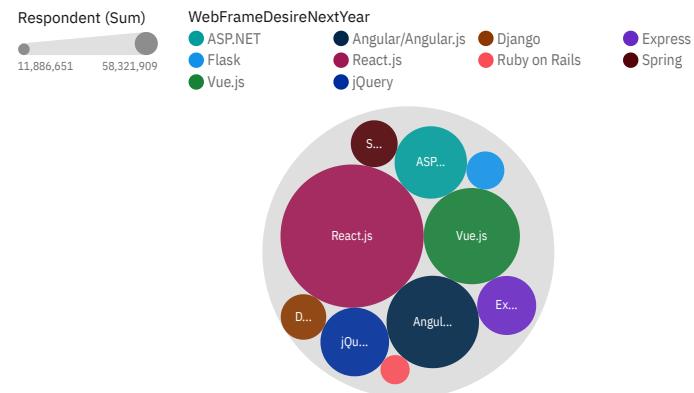 Respondent (Sum)
11,886,651 58,321,909
WebFrameDesireNextYear
ASP.NET Angular/Angular.js Django Express
Flask React.js Ruby on Rails Spring
Vue.js jQuery
S...
ASP...
React.js
Vue.js
Ex...
D...
Angul...
jQu...